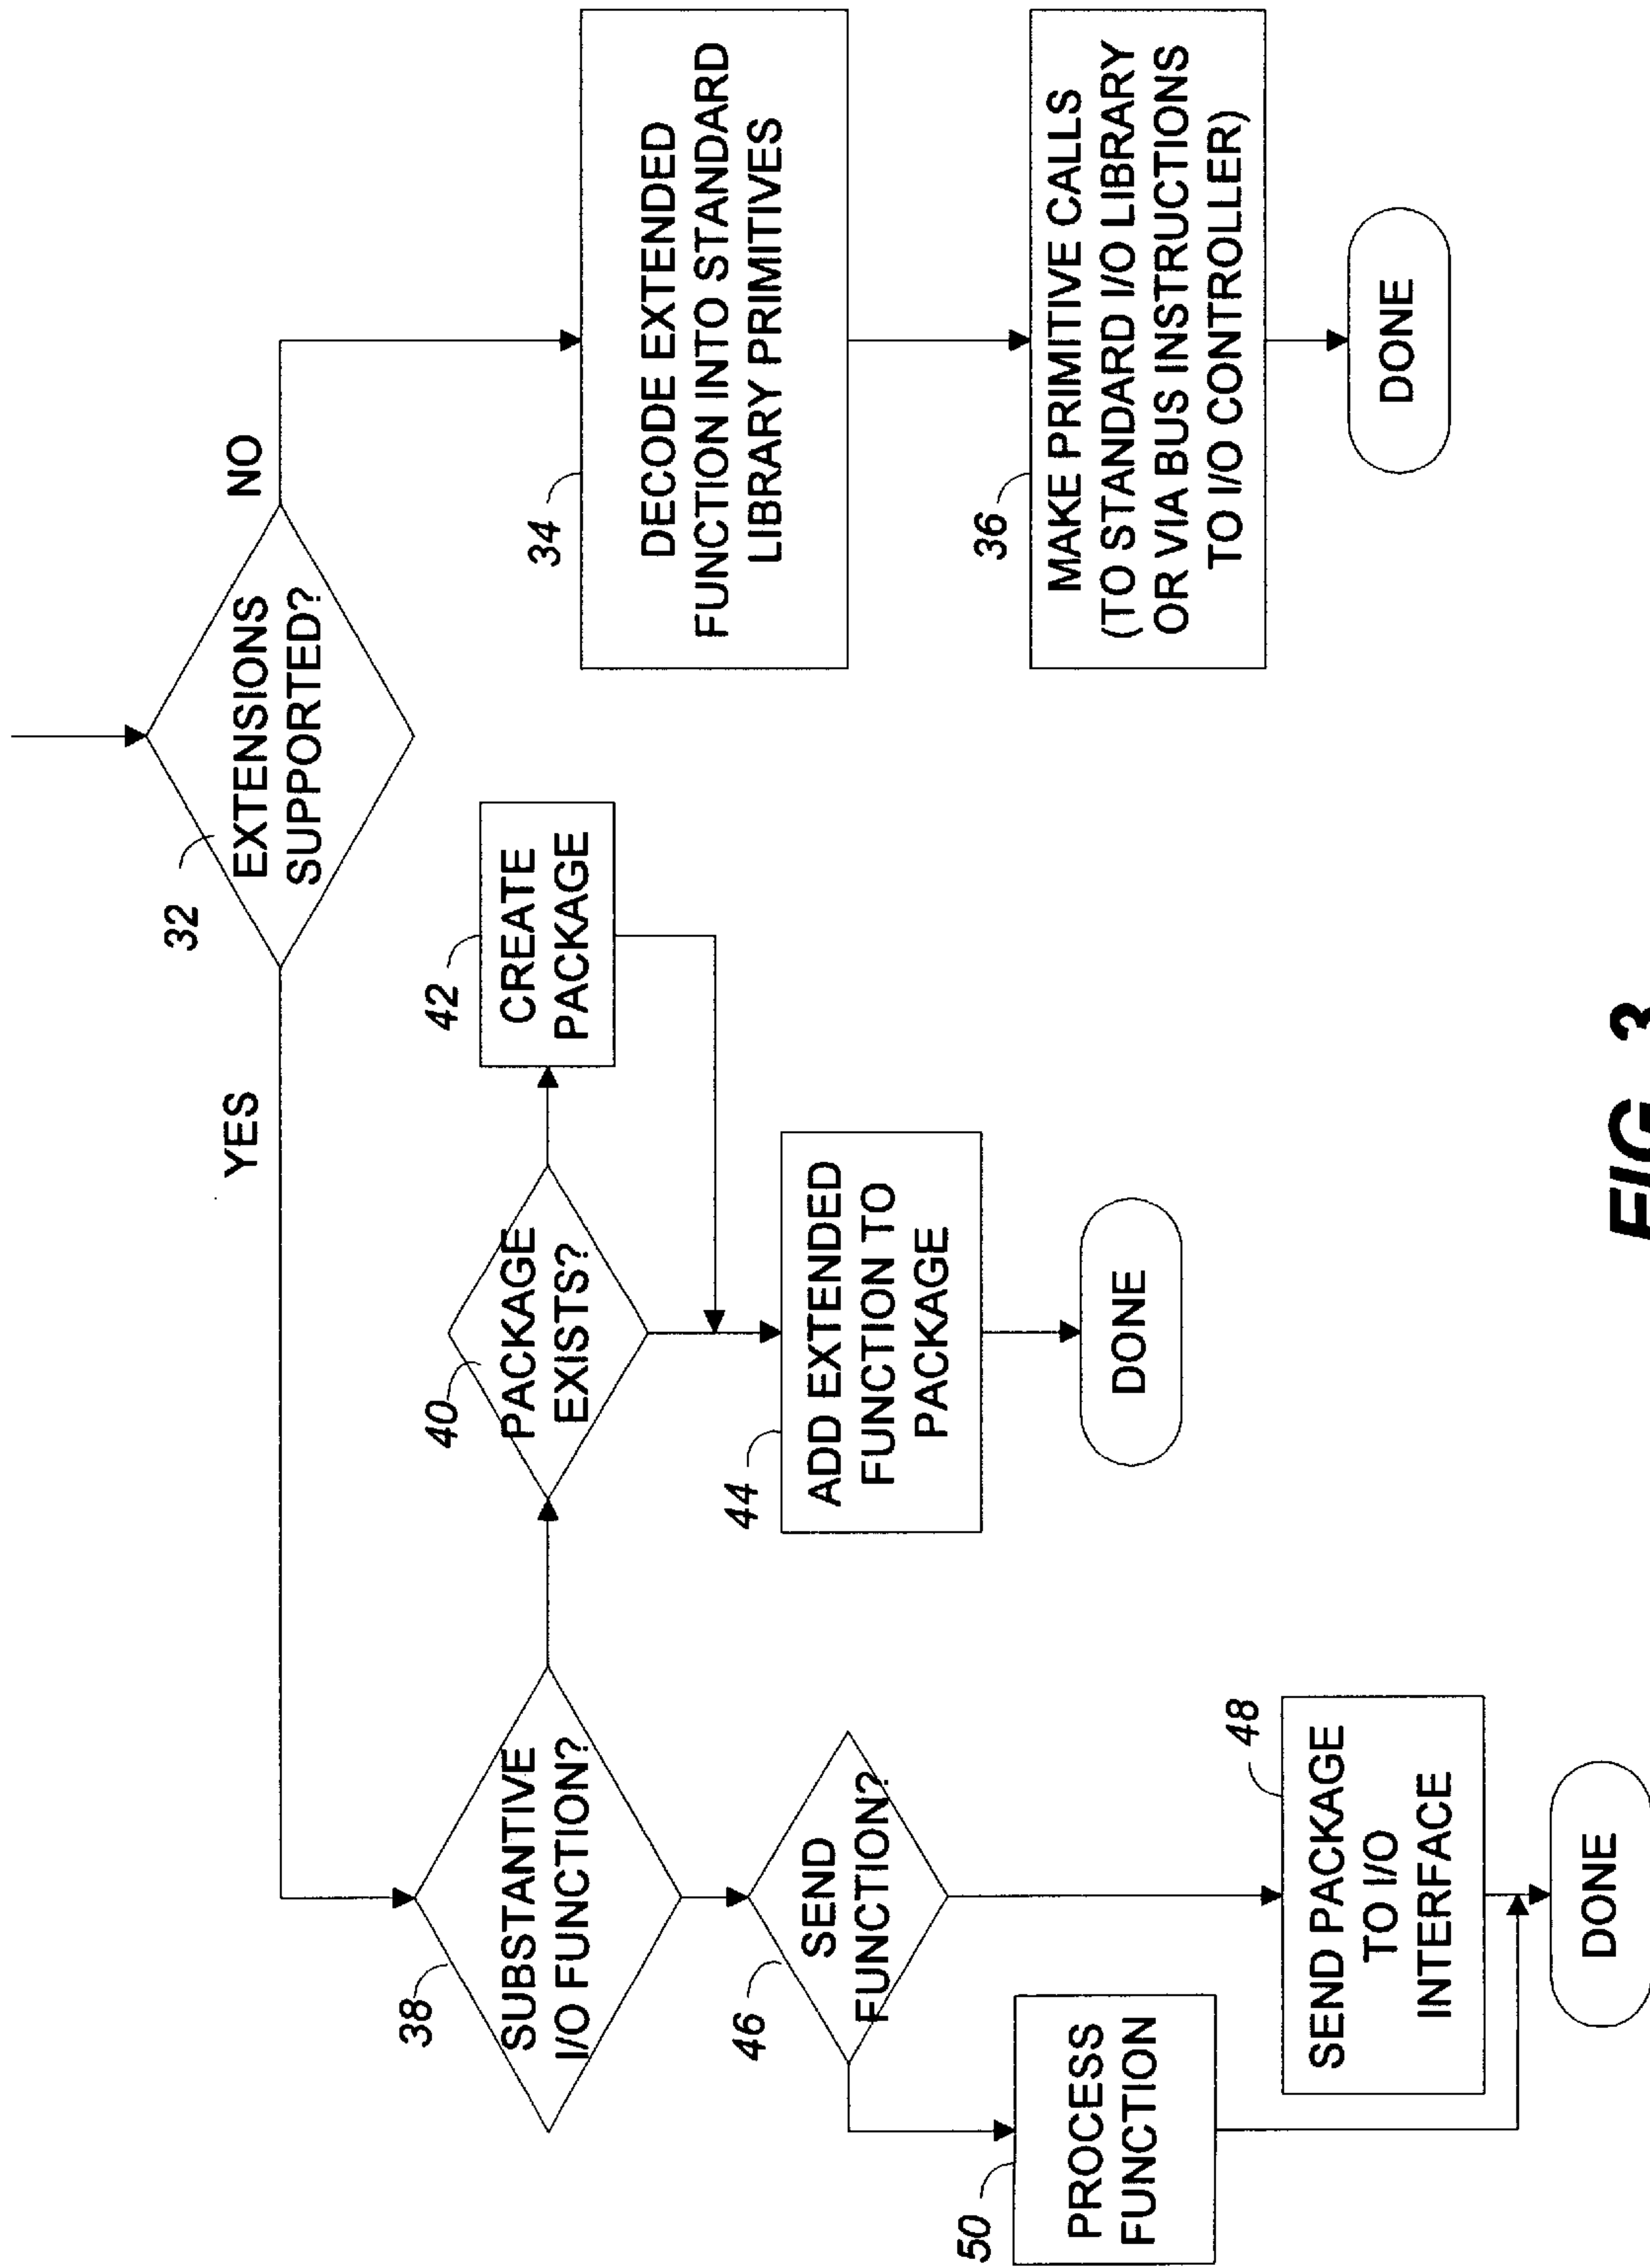 EXTENSIONS
SUPPORTED?
32
NO
YES
34
DECODE EXTENDED
FUNCTION INTO STANDARD
LIBRARY PRIMITIVES
36
MAKE PRIMITIVE CALLS
(TO STANDARD I/O LIBRARY
OR VIA BUS INSTRUCTIONS
TO I/O CONTROLLER)
DONE
38
SUBSTANTIVE
I/O FUNCTION?
40
PACKAGE
EXISTS?
42
CREATE
PACKAGE
44
ADD EXTENDED
FUNCTION TO
PACKAGE
DONE
46
SEND
FUNCTION?
48
SEND PACKAGE
TO I/O
INTERFACE
50
PROCESS
FUNCTION
DONE
FIG. 3